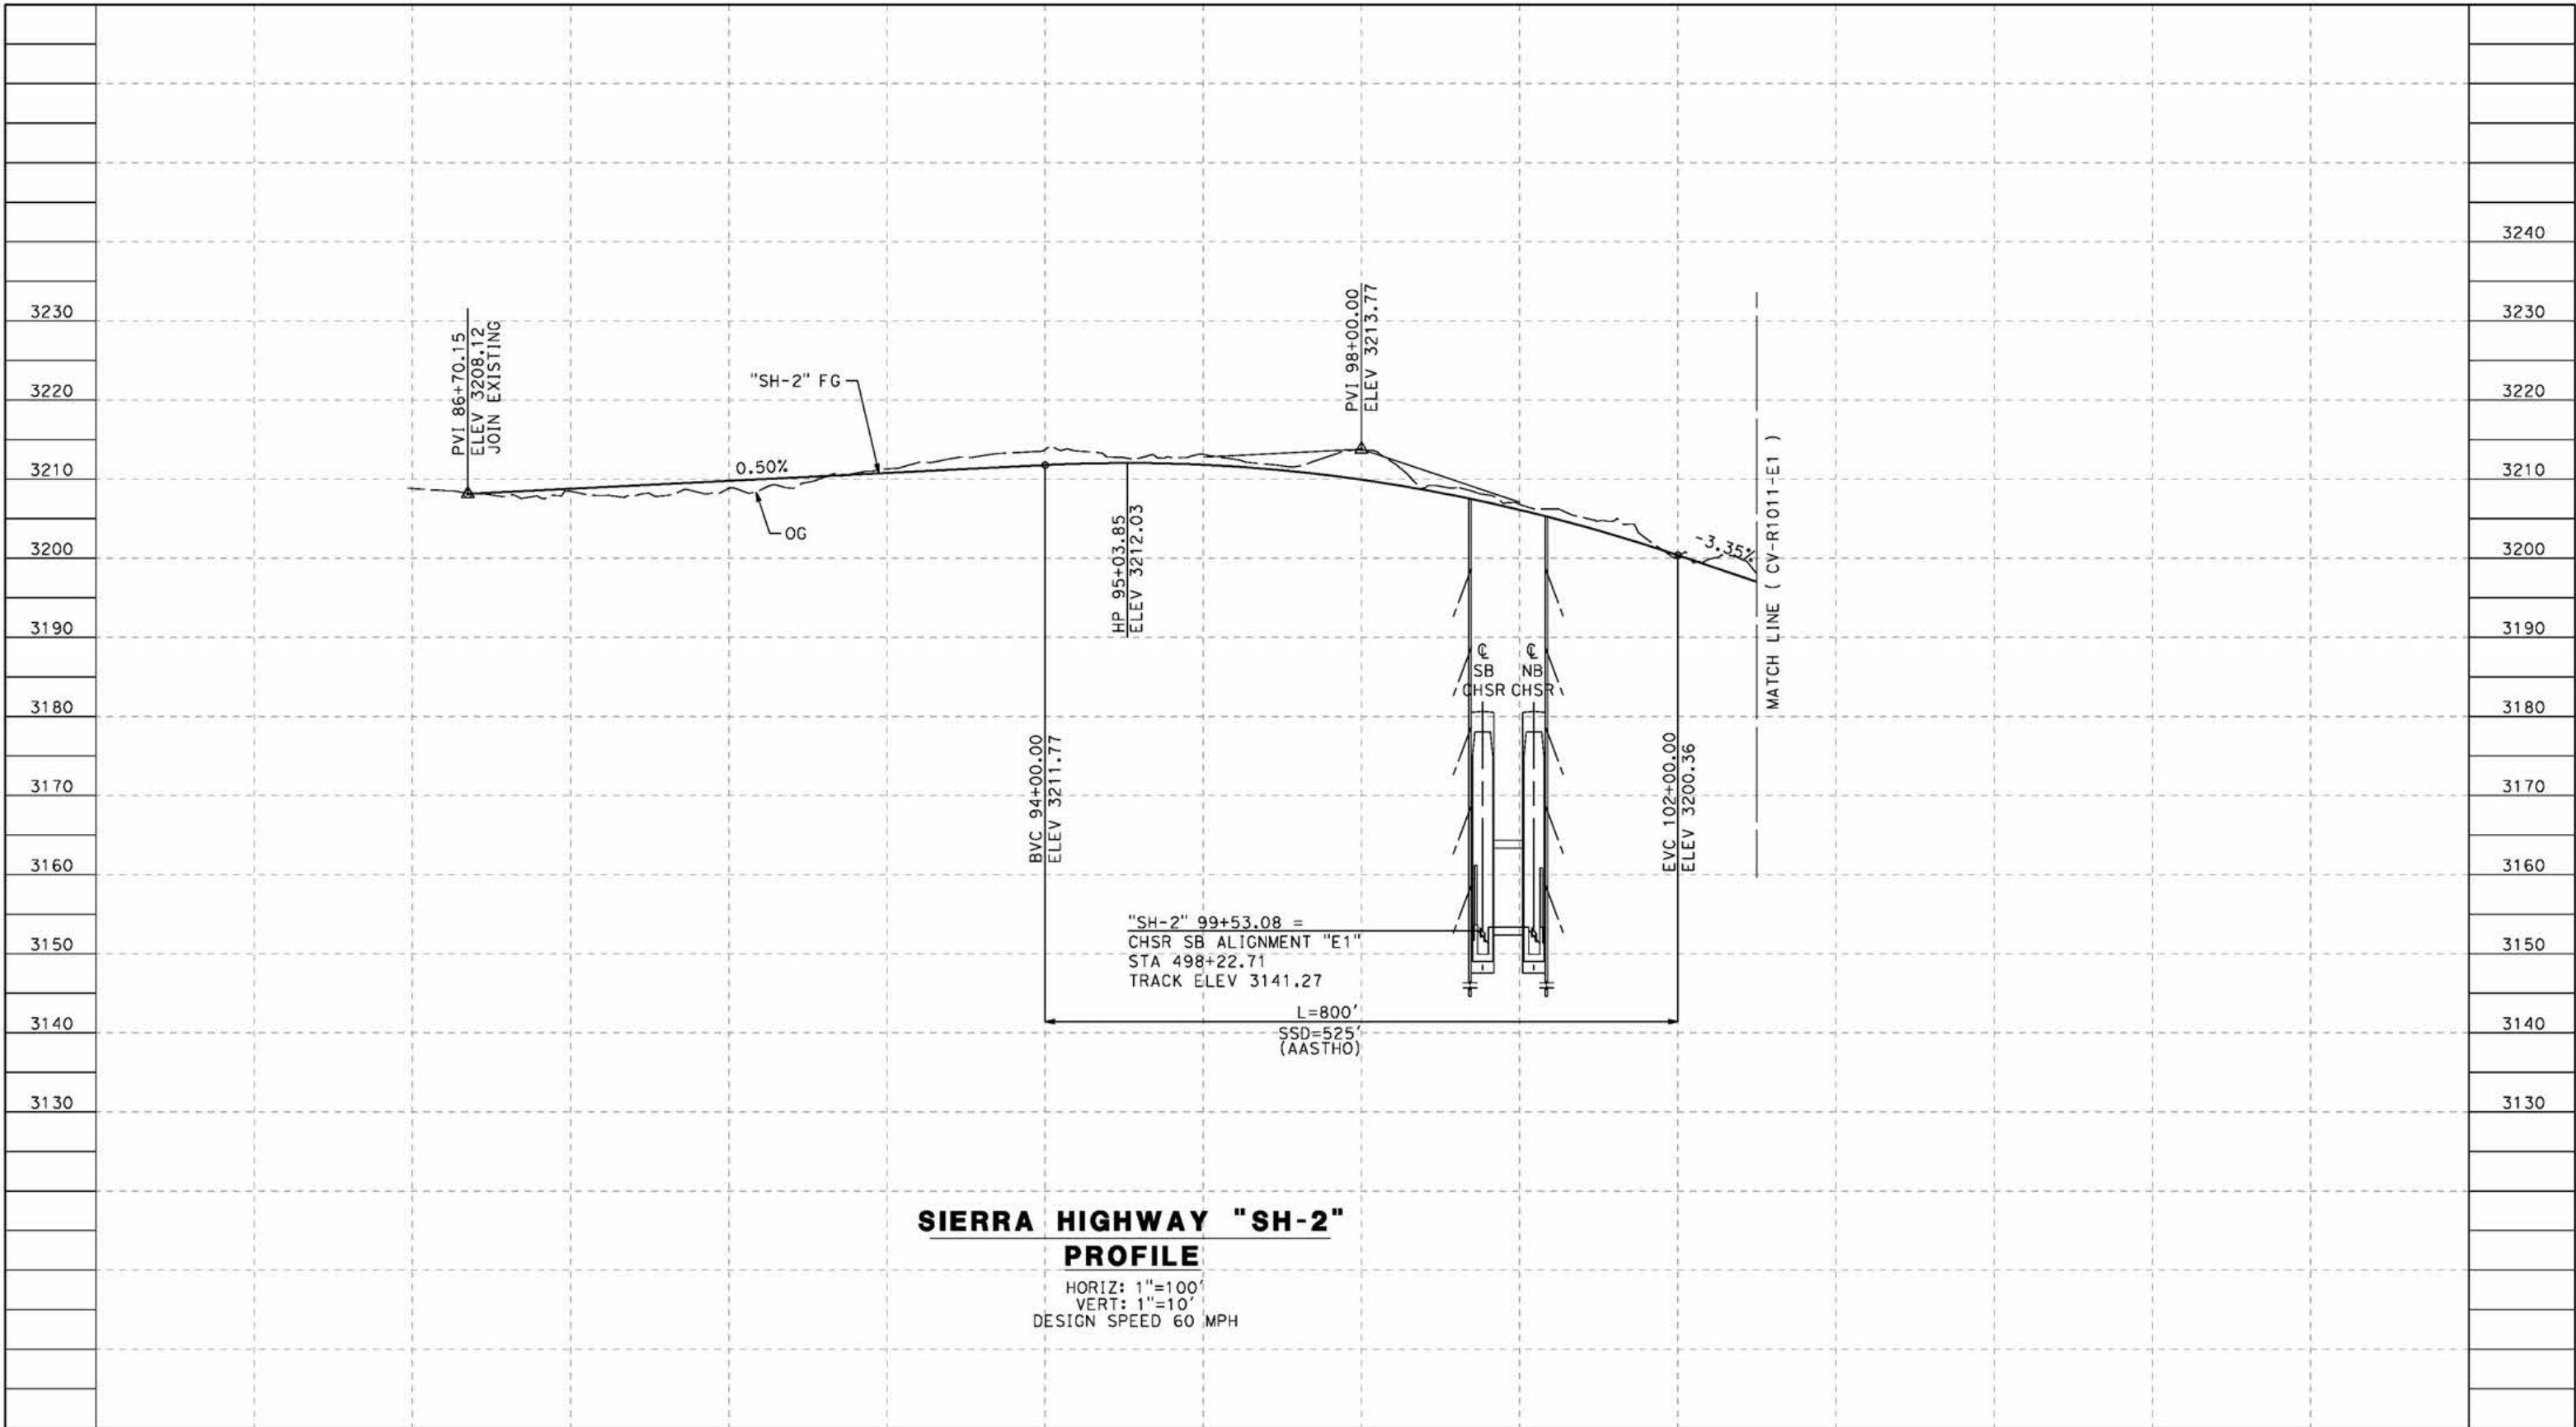 3230
3220
3210
3200
3190
3180
3170
3160
3150
3140
3130
PVI 86+70.15
ELEV 3208.12
JOIN EXISTING
0.50%
"SH-2" FG
OG
BVC 94+00.00
ELEV 3211.77
HP 95+03.85
ELEV 3212.03
PVI 98+00.00
ELEV 3213.77
℄
SB
CHSR
℄
NB
CHSR
"SH-2" 99+53.08 =
CHSR SB ALIGNMENT "E1"
STA 498+22.71
TRACK ELEV 3141.27
L=800'
SSD=525'
(AASTHO)
EVC 102+00.00
ELEV 3200.36
-3.35%
MATCH LINE ( CV-R1011-E1 )
3240
3230
3220
3210
3200
3190
3180
3170
3160
3150
3140
3130
SIERRA HIGHWAY "SH-2"
PROFILE
HORIZ: 1"=100'
VERT: 1"=10'
DESIGN SPEED 60 MPH